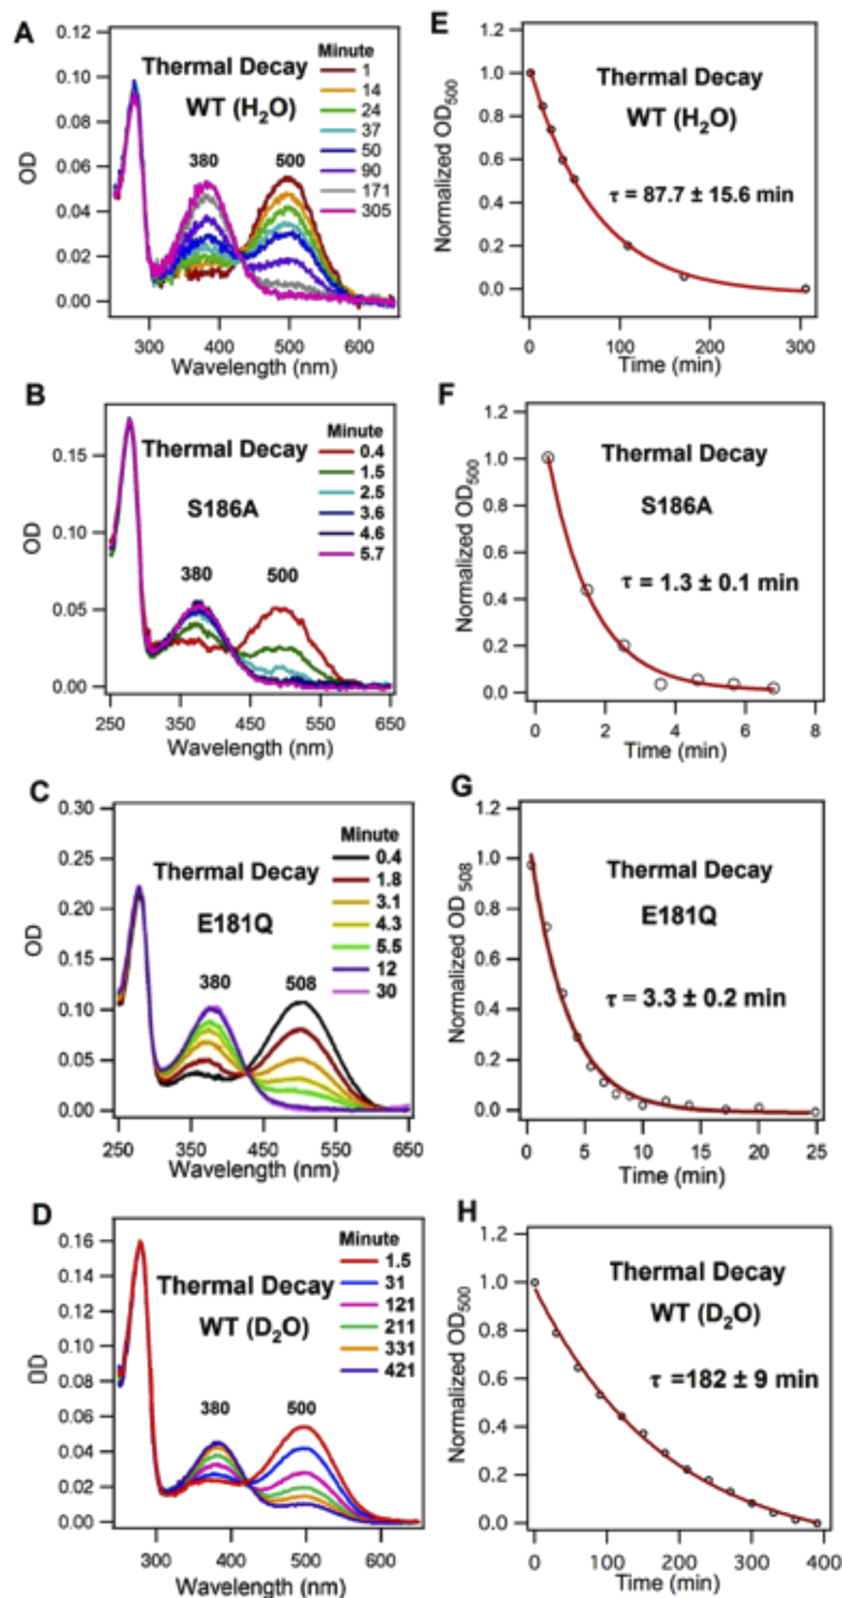 A
0.12
0.10
0.08
0.06
0.04
0.02
0.00
OD
Thermal Decay
WT (H₂O)
Minute
1
14
24
37
50
90
171
305
380
500
300
400
500
600
Wavelength (nm)
E
1.2
1.0
0.8
0.6
0.4
0.2
0.0
Normalized OD₅₀₀
Thermal Decay
WT (H₂O)
τ = 87.7 ± 15.6 min
0
100
200
300
Time (min)
B
0.15
0.10
0.05
0.00
OD
Thermal Decay
S186A
Minute
0.4
1.5
2.5
3.6
4.6
5.7
380
500
250
350
450
550
650
Wavelength (nm)
F
1.2
1.0
0.8
0.6
0.4
0.2
0.0
Normalized OD₅₀₀
Thermal Decay
S186A
τ = 1.3 ± 0.1 min
0
2
4
6
8
Time (min)
C
0.30
0.25
0.20
0.15
0.10
0.05
0.00
OD
Thermal Decay
E181Q
Minute
0.4
1.8
3.1
4.3
5.5
12
30
380
508
250
350
450
550
650
Wavelength (nm)
G
1.2
1.0
0.8
0.6
0.4
0.2
0.0
Normalized OD ₅₀₈
Thermal Decay
E181Q
τ = 3.3 ± 0.2 min
0
5
10
15
20
25
Time (min)
D
0.16
0.14
0.12
0.10
0.08
0.06
0.04
0.02
0.00
OD
Thermal Decay
WT (D₂O)
Minute
1.5
31
121
211
331
421
380
500
300
400
500
600
Wavelength (nm)
H
1.2
1.0
0.8
0.6
0.4
0.2
0.0
Normalized OD₅₀₀
Thermal Decay
WT (D₂O)
τ =182 ± 9 min
0
100
200
300
400
Time (min)